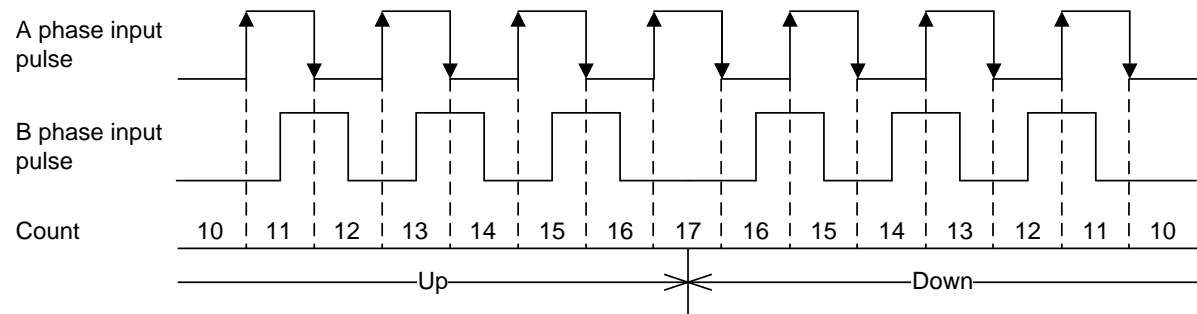 A phase input
pulse
B phase input
pulse
Count 10 11 12 13 14 15 16 17 16 15 14 13 12 11 10
Up Down